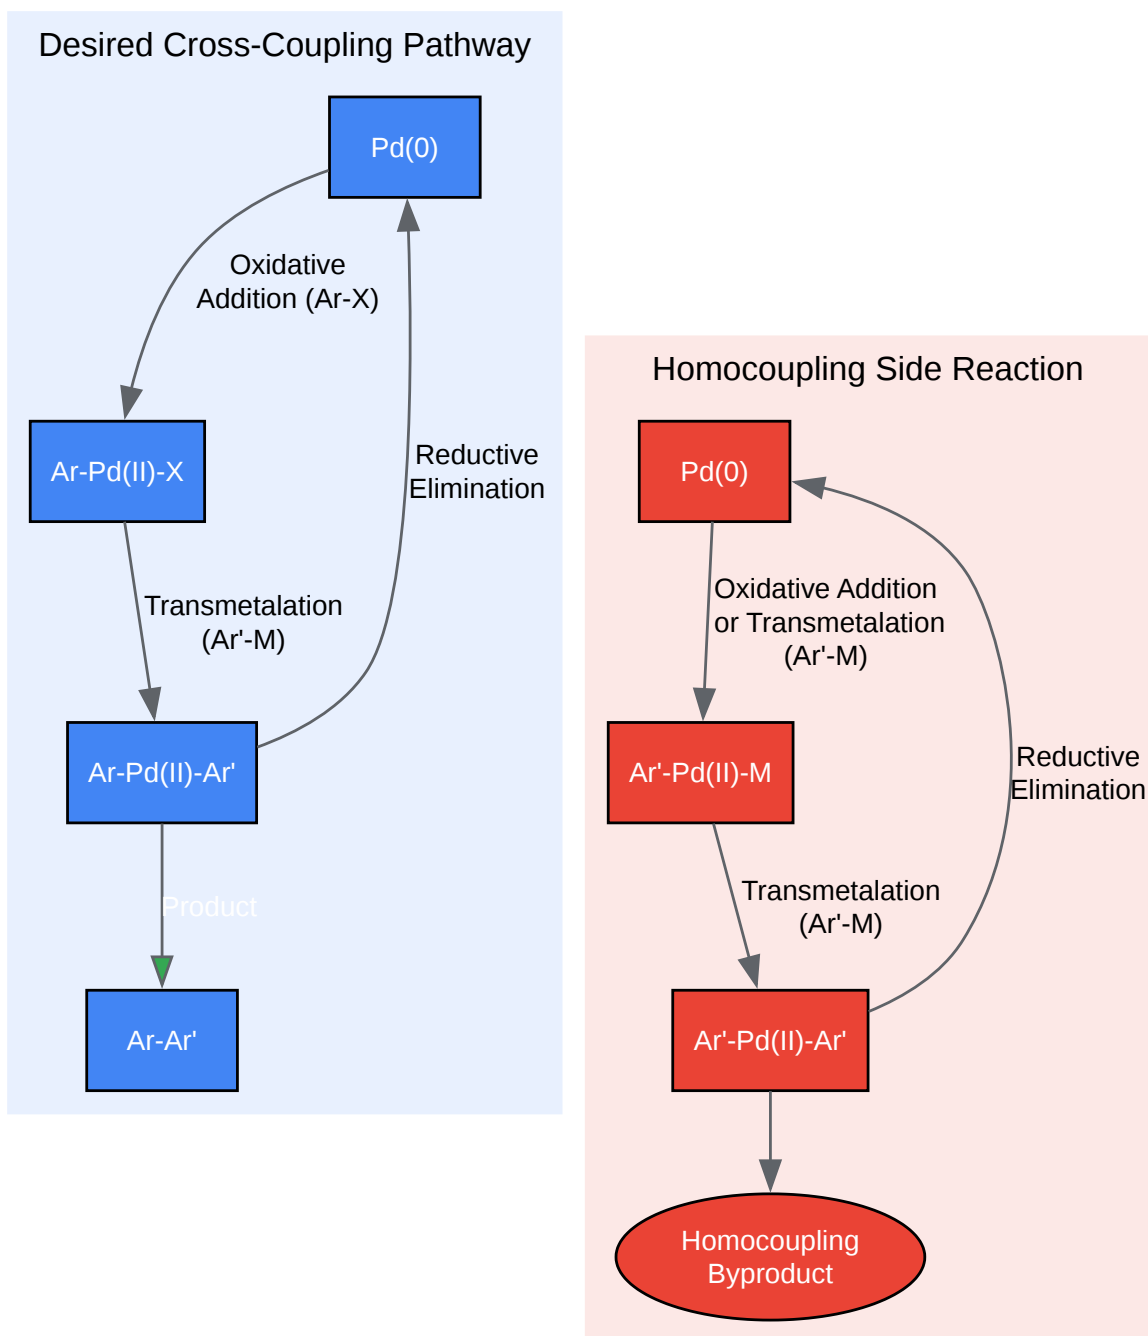 Desired Cross-Coupling Pathway
Pd(0)
Oxidative
Addition (Ar-X)
Ar-Pd(II)-X
Reductive
Elimination
Transmetalation
(Ar'-M)
Ar-Pd(II)-Ar'
Product
Ar-Ar'
Homocoupling Side Reaction
Pd(0)
Oxidative Addition
or Transmetalation
(Ar'-M)
Ar'-Pd(II)-M
Reductive
Elimination
Transmetalation
(Ar'-M)
Ar'-Pd(II)-Ar'
Homocoupling
Byproduct